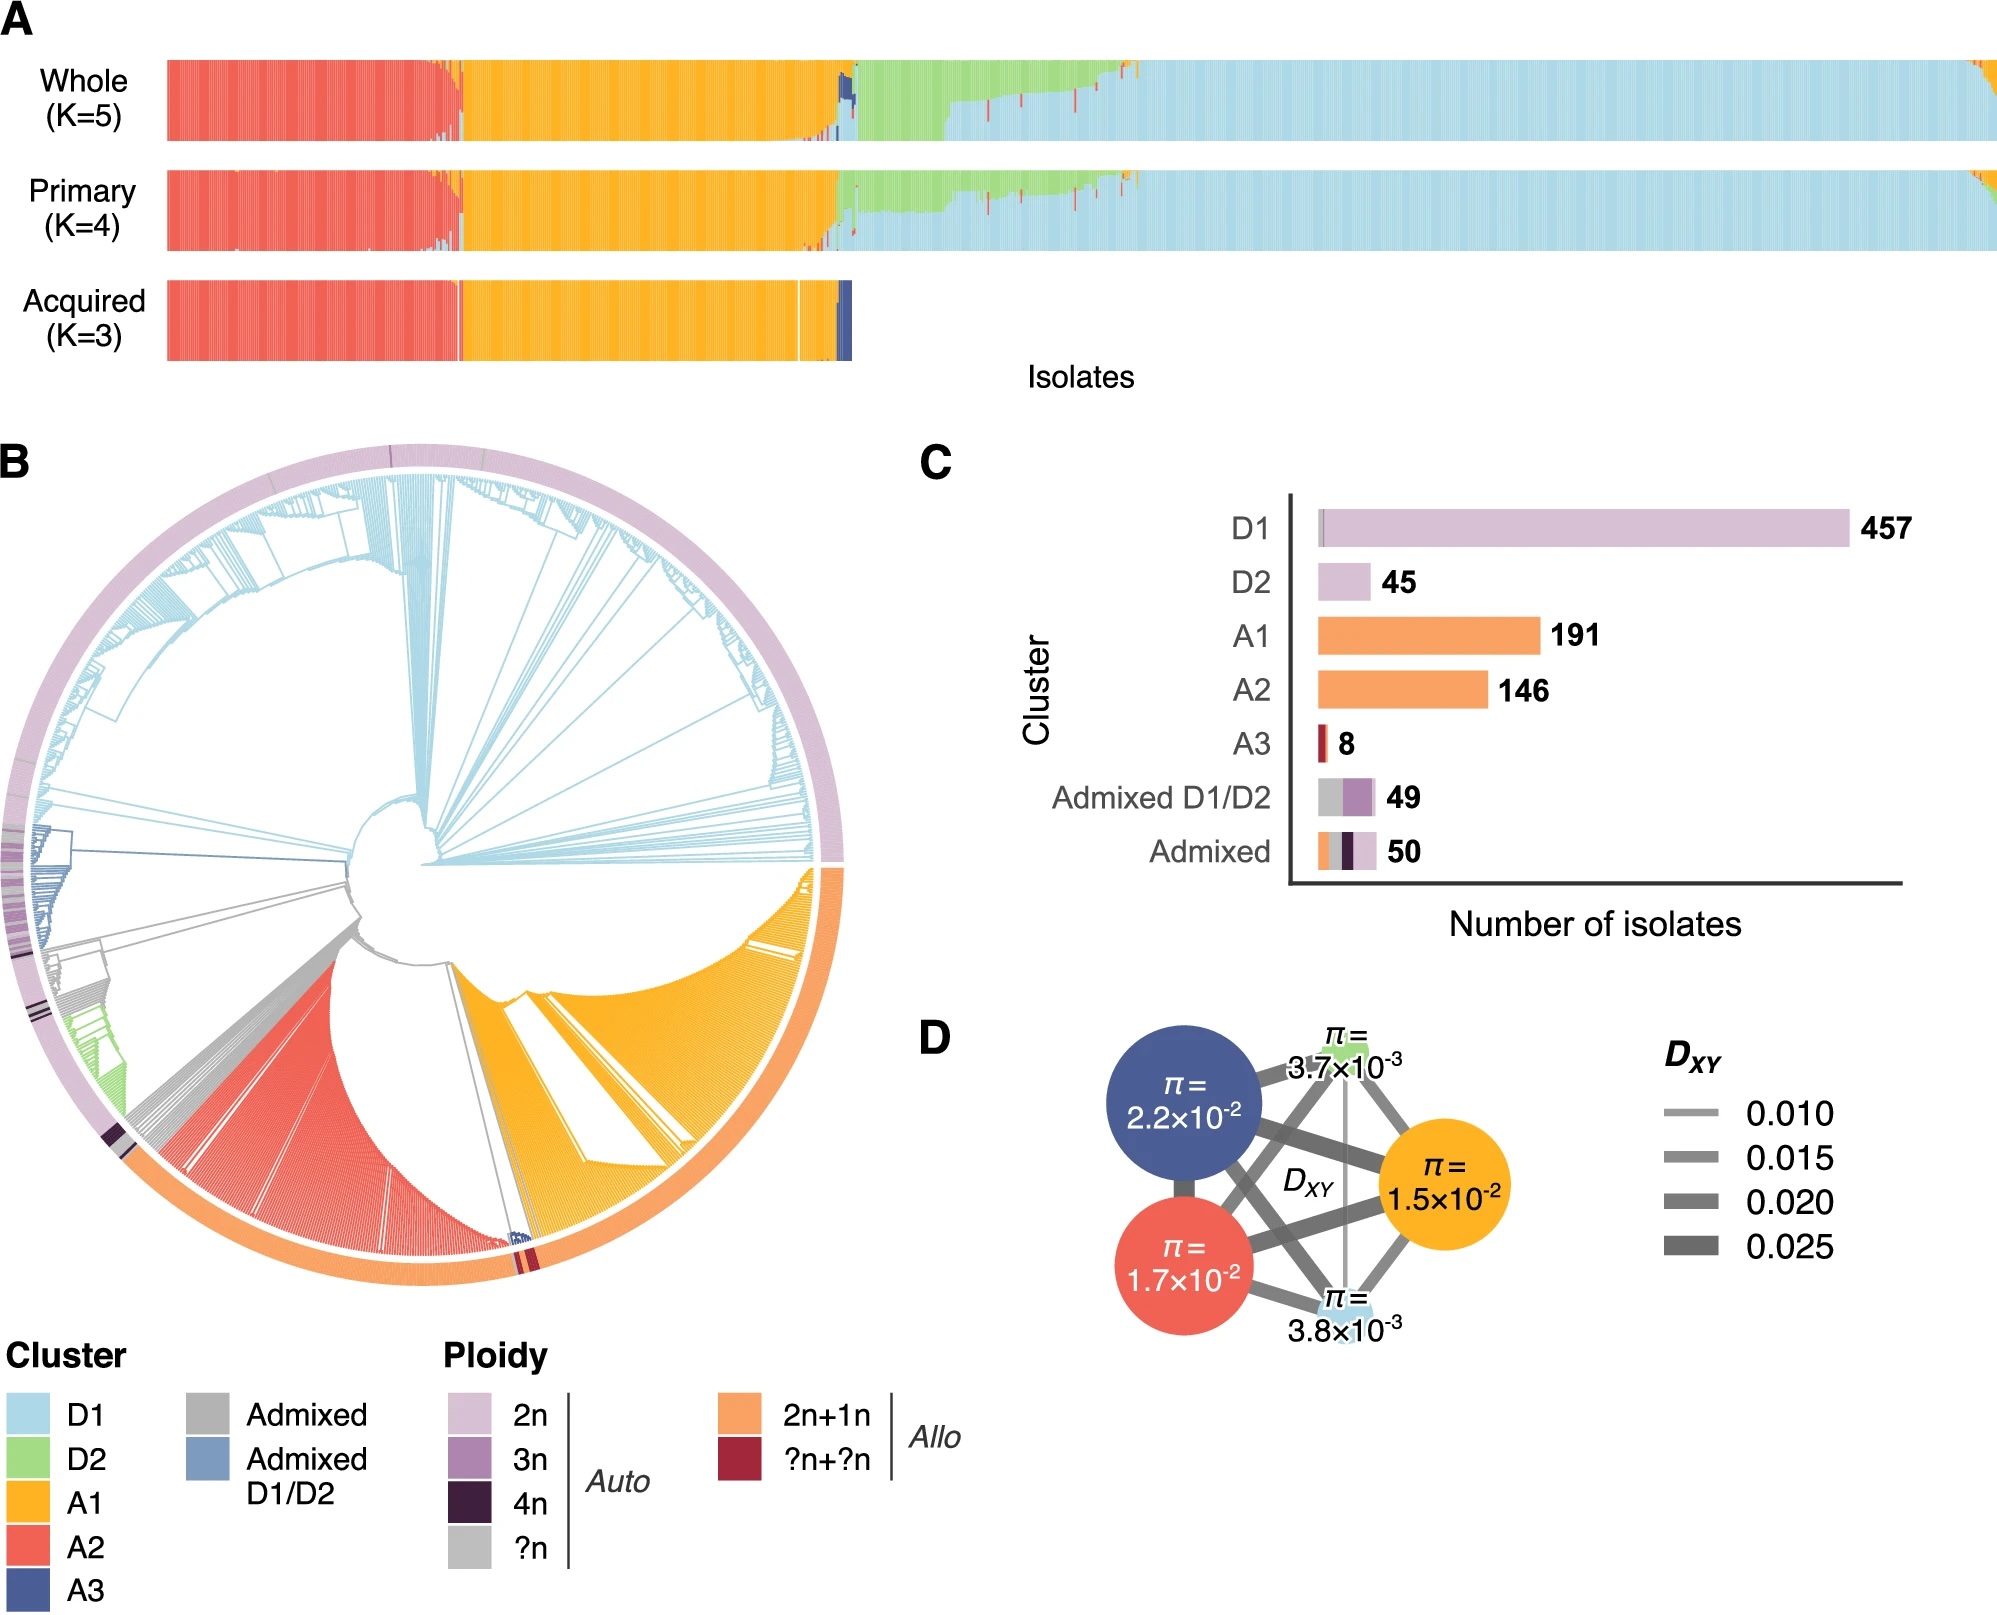 A
Whole
(K=5)
Primary
(K=4)
Acquired
(K=3)
Isolates
B
C
D1
457
D2
45
A1
191
A2
146
A3
8
Admixed D1/D2
49
Admixed
50
Cluster
Number of isolates
D
π =
3.7×10⁻³
π =
2.2×10⁻²
π =
1.5×10⁻²
D_XY
π =
1.7×10⁻²
π =
3.8×10⁻³
D_XY
0.010
0.015
0.020
0.025
Cluster
D1
D2
A1
A2
A3
Admixed
Admixed
D1/D2
Ploidy
2n
3n
4n
?n
Auto
2n+1n
?n+?n
Allo